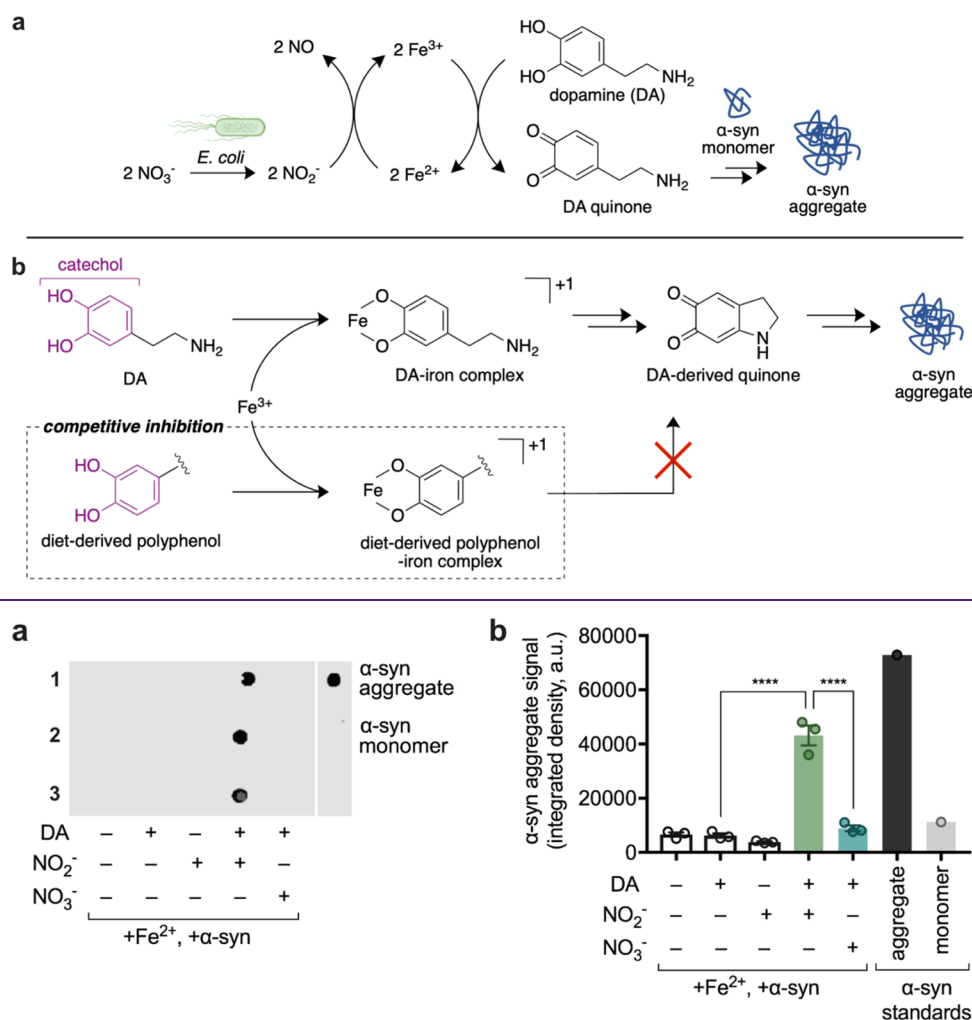 a
2 NO
2 Fe³⁺
HO
HO
NH₂
dopamine (DA)
E. coli
2 NO₃⁻
2 NO₂⁻
2 Fe²⁺
O
O
NH₂
DA quinone
α-syn
monomer
α-syn
aggregate
b
catechol
HO
HO
NH₂
DA
O
Fe
O
NH₂
+1
DA-iron complex
O
O
N
H
DA-derived quinone
α-syn
aggregate
Fe³⁺
competitive inhibition
HO
HO
diet-derived polyphenol
O
Fe
O
+1
diet-derived polyphenol
-iron complex
a
1
2
3
α-syn
aggregate
α-syn
monomer
DA – + – + +
NO₂⁻ – – + + –
NO₃⁻ – – – – +
+Fe²⁺, +α-syn
b
α-syn aggregate signal
(integrated density, a.u.)
80000
60000
40000
20000
0
**** ****
DA – + – + +
NO₂⁻ – – + + –
NO₃⁻ – – – – +
aggregate
monomer
+Fe²⁺, +α-syn
α-syn
standards